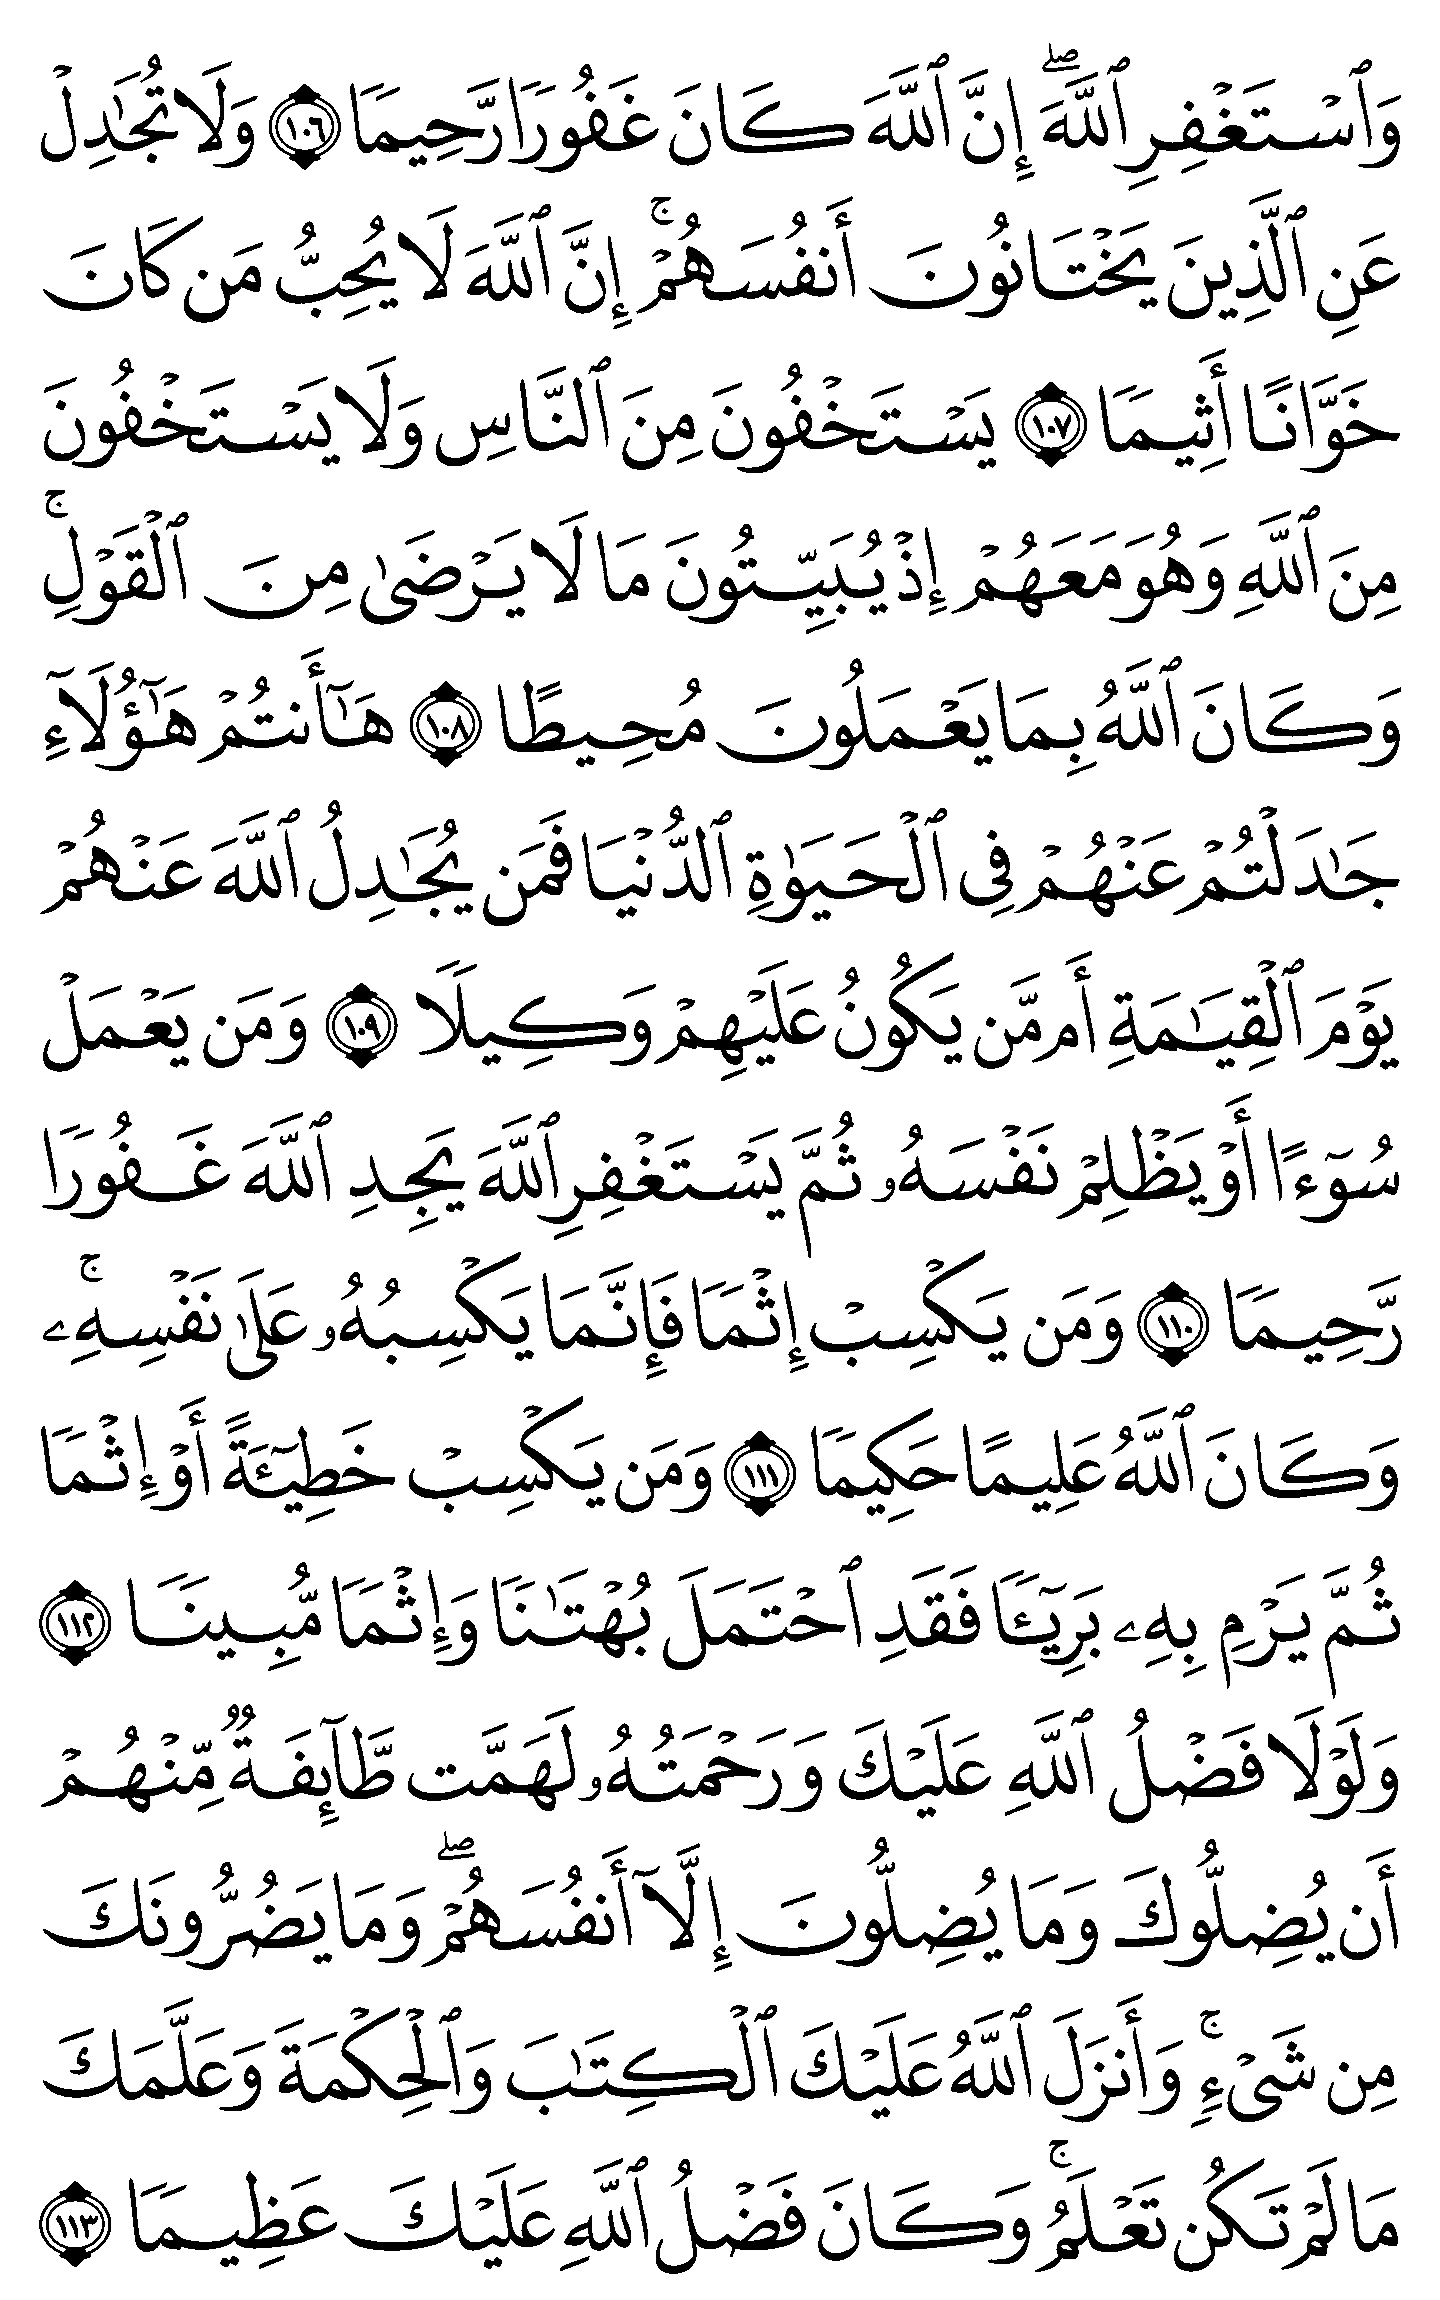 وَٱسۡتَغۡفِرِ ٱللَّهَۖ إِنَّ ٱللَّهَ كَانَ غَفُورٗا رَّحِيمٗا ١٠٦ وَلَا تُجَٰدِلۡ
عَنِ ٱلَّذِينَ يَخۡتَانُونَ أَنفُسَهُمۡۚ إِنَّ ٱللَّهَ لَا يُحِبُّ مَن كَانَ
خَوَّانًا أَثِيمٗا ١٠٧ يَسۡتَخۡفُونَ مِنَ ٱلنَّاسِ وَلَا يَسۡتَخۡفُونَ
مِنَ ٱللَّهِ وَهُوَ مَعَهُمۡ إِذۡ يُبَيِّتُونَ مَا لَا يَرۡضَىٰ مِنَ ٱلۡقَوۡلِۚ
وَكَانَ ٱللَّهُ بِمَا يَعۡمَلُونَ مُحِيطًا ١٠٨ هَٰٓأَنتُمۡ هَٰٓؤُلَآءِ
جَٰدَلۡتُمۡ عَنۡهُمۡ فِي ٱلۡحَيَوٰةِ ٱلدُّنۡيَا فَمَن يُجَٰدِلُ ٱللَّهَ عَنۡهُمۡ
يَوۡمَ ٱلۡقِيَٰمَةِ أَم مَّن يَكُونُ عَلَيۡهِمۡ وَكِيلٗا ١٠٩ وَمَن يَعۡمَلۡ
سُوٓءًا أَوۡ يَظۡلِمۡ نَفۡسَهُۥ ثُمَّ يَسۡتَغۡفِرِ ٱللَّهَ يَجِدِ ٱللَّهَ غَفُورٗا
رَّحِيمٗا ١١٠ وَمَن يَكۡسِبۡ إِثۡمٗا فَإِنَّمَا يَكۡسِبُهُۥ عَلَىٰ نَفۡسِهِۦۚ
وَكَانَ ٱللَّهُ عَلِيمًا حَكِيمٗا ١١١ وَمَن يَكۡسِبۡ خَطِيٓـَٔةً أَوۡ إِثۡمٗا
ثُمَّ يَرۡمِ بِهِۦ بَرِيٓـٔٗا فَقَدِ ٱحۡتَمَلَ بُهۡتَٰنٗا وَإِثۡمٗا مُّبِينٗا ١١٢
وَلَوۡلَا فَضۡلُ ٱللَّهِ عَلَيۡكَ وَرَحۡمَتُهُۥ لَهَمَّت طَّآئِفَةٞ مِّنۡهُمۡ
أَن يُضِلُّوكَ وَمَا يُضِلُّونَ إِلَّآ أَنفُسَهُمۡۖ وَمَا يَضُرُّونَكَ
مِن شَيۡءٖۚ وَأَنزَلَ ٱللَّهُ عَلَيۡكَ ٱلۡكِتَٰبَ وَٱلۡحِكۡمَةَ وَعَلَّمَكَ
مَا لَمۡ تَكُن تَعۡلَمُۚ وَكَانَ فَضۡلُ ٱللَّهِ عَلَيۡكَ عَظِيمٗا ١١٣